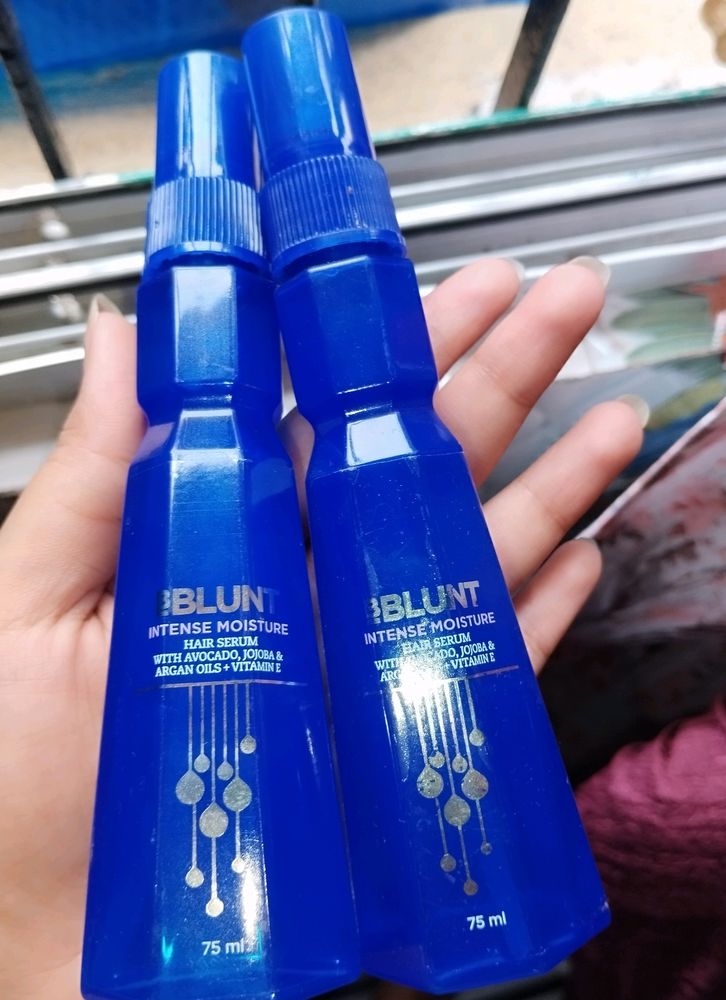 BBLUNT
INTENSE MOISTURE
HAIR SERUM
WITH AVOCADO, JOJOBA &
ARGAN OILS + VITAMIN E
75 ml
BBLUNT
INTENSE MOISTURE
HAIR SERUM
WITH AVOCADO, JOJOBA &
ARGAN OILS + VITAMIN E
75 ml